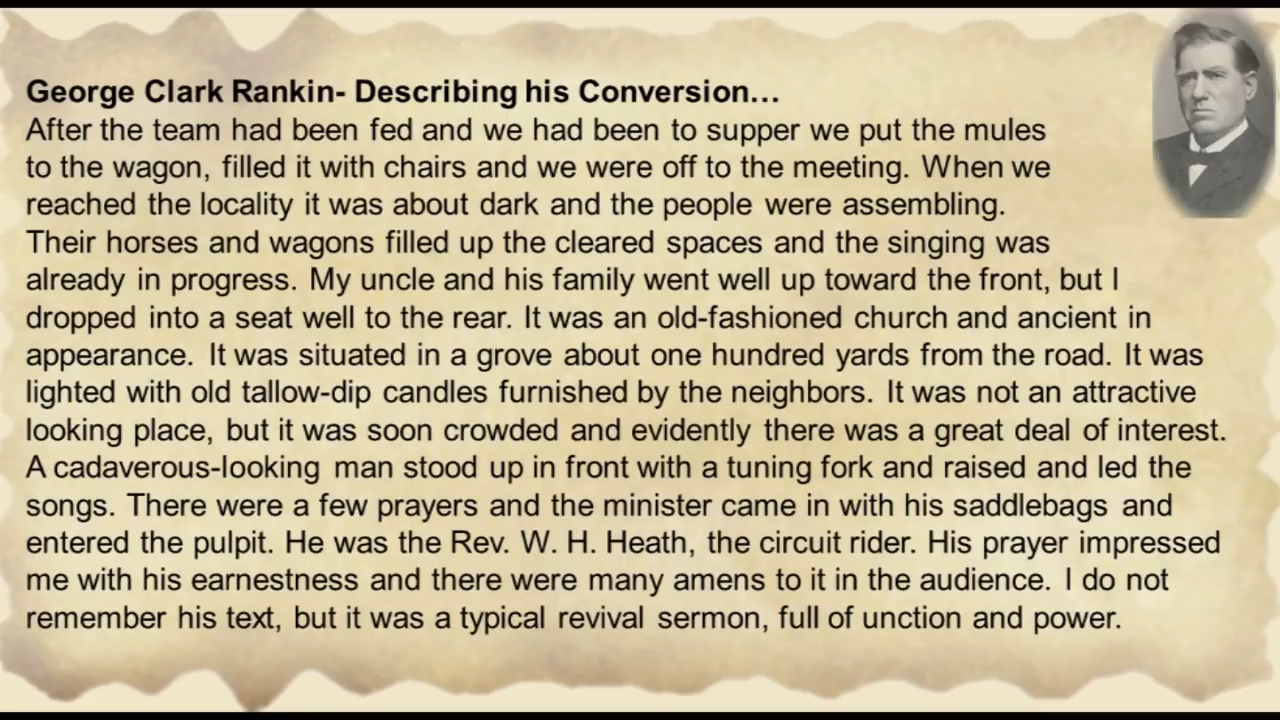 George Clark Rankin- Describing his Conversion…
After the team had been fed and we had been to supper we put the mules
to the wagon, filled it with chairs and we were off to the meeting. When we
reached the locality it was about dark and the people were assembling.
Their horses and wagons filled up the cleared spaces and the singing was
already in progress. My uncle and his family went well up toward the front, but I
dropped into a seat well to the rear. It was an old-fashioned church and ancient in
appearance. It was situated in a grove about one hundred yards from the road. It was
lighted with old tallow-dip candles furnished by the neighbors. It was not an attractive
looking place, but it was soon crowded and evidently there was a great deal of interest.
A cadaverous-looking man stood up in front with a tuning fork and raised and led the
songs. There were a few prayers and the minister came in with his saddlebags and
entered the pulpit. He was the Rev. W. H. Heath, the circuit rider. His prayer impressed
me with his earnestness and there were many amens to it in the audience. I do not
remember his text, but it was a typical revival sermon, full of unction and power.